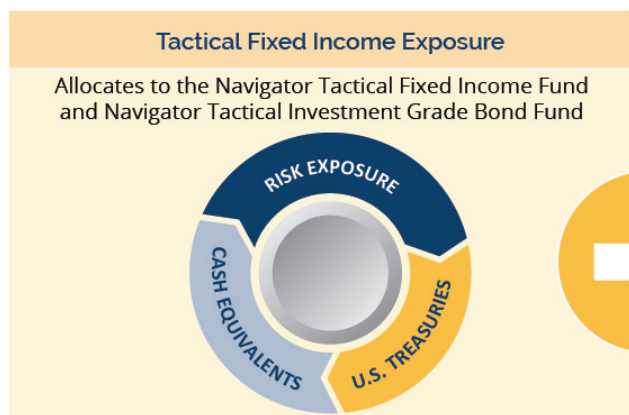 Tactical Fixed Income Exposure
Allocates to the Navigator Tactical Fixed Income Fund
and Navigator Tactical Investment Grade Bond Fund
RISK EXPOSURE
CASH EQUIVALENTS
U.S. TREASURIES